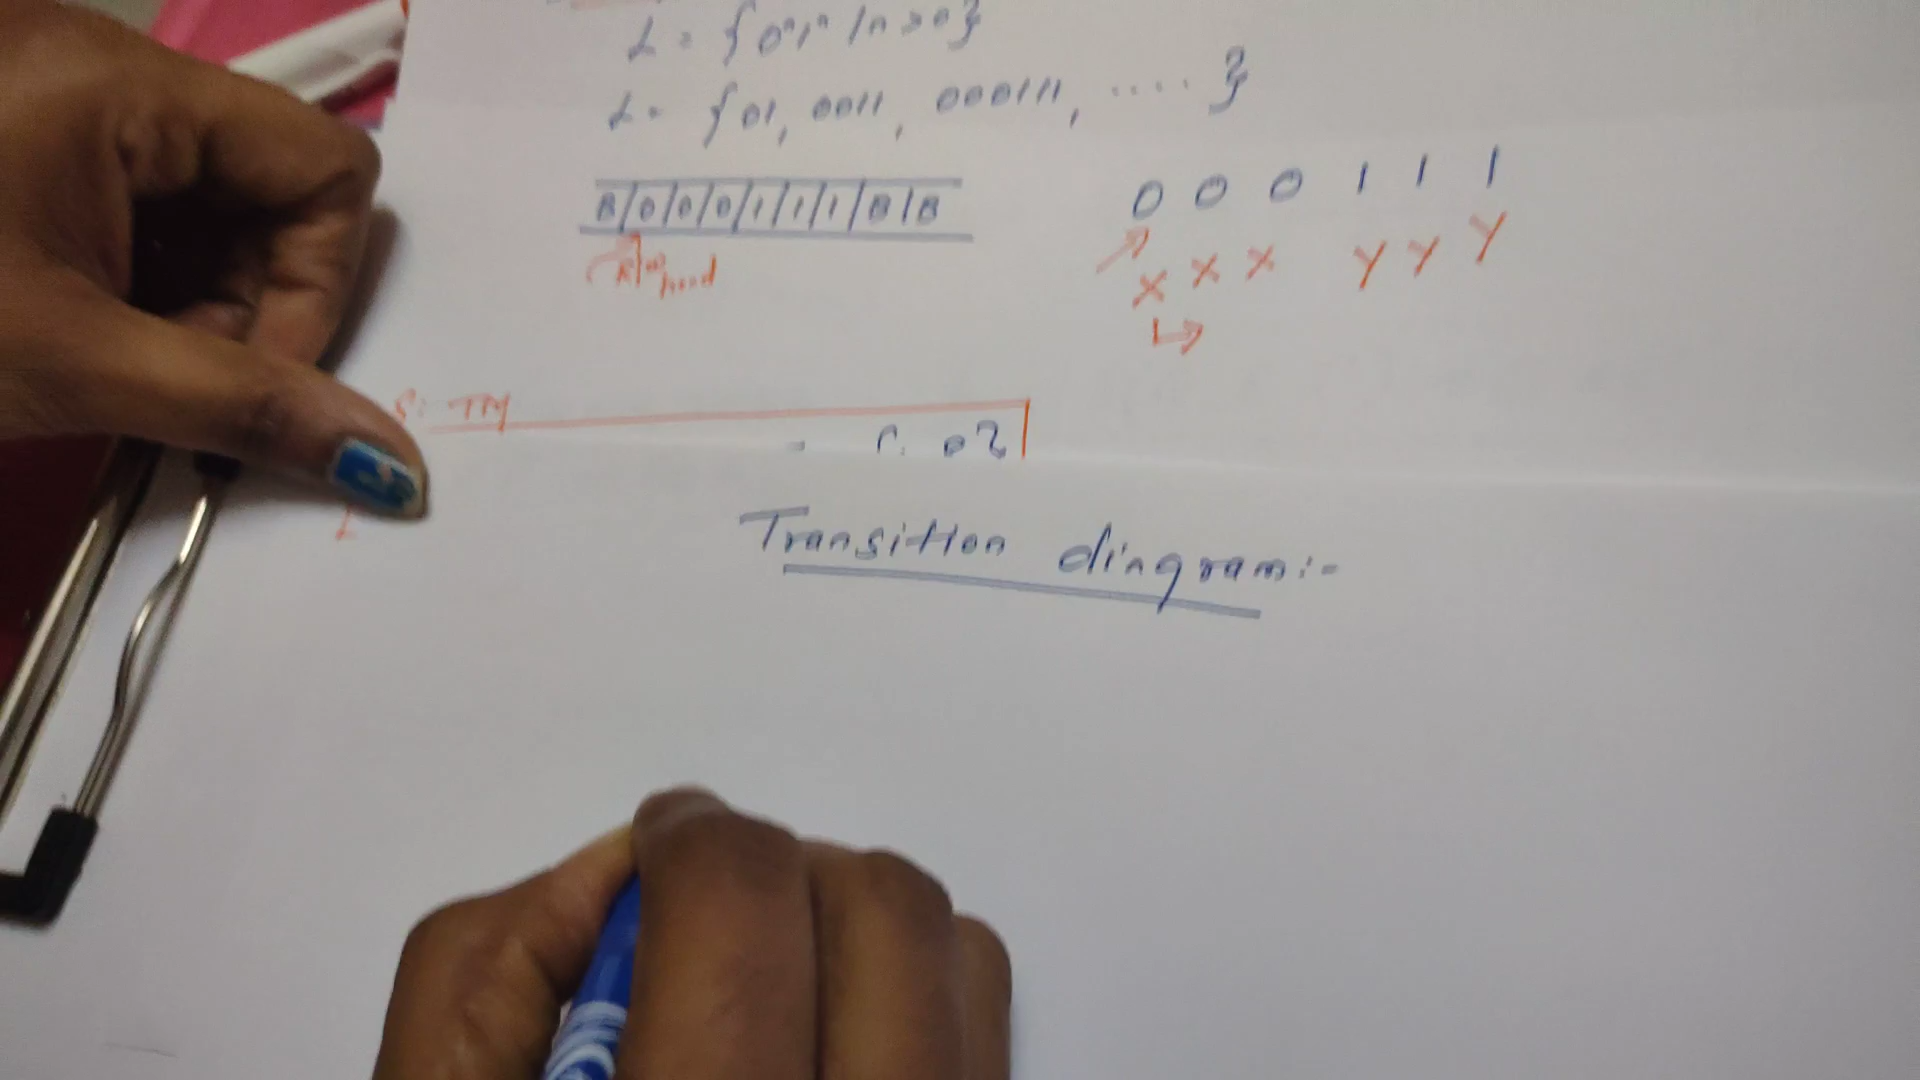 L = {0ⁿ1ⁿ | n > 0}
L = {01, 0011, 000111, ..... }
B|0|0|0|1|1|1|B|B
R/W head
0 0 0 1 1 1
X X X Y Y Y
S: TM
Transition diagram:-